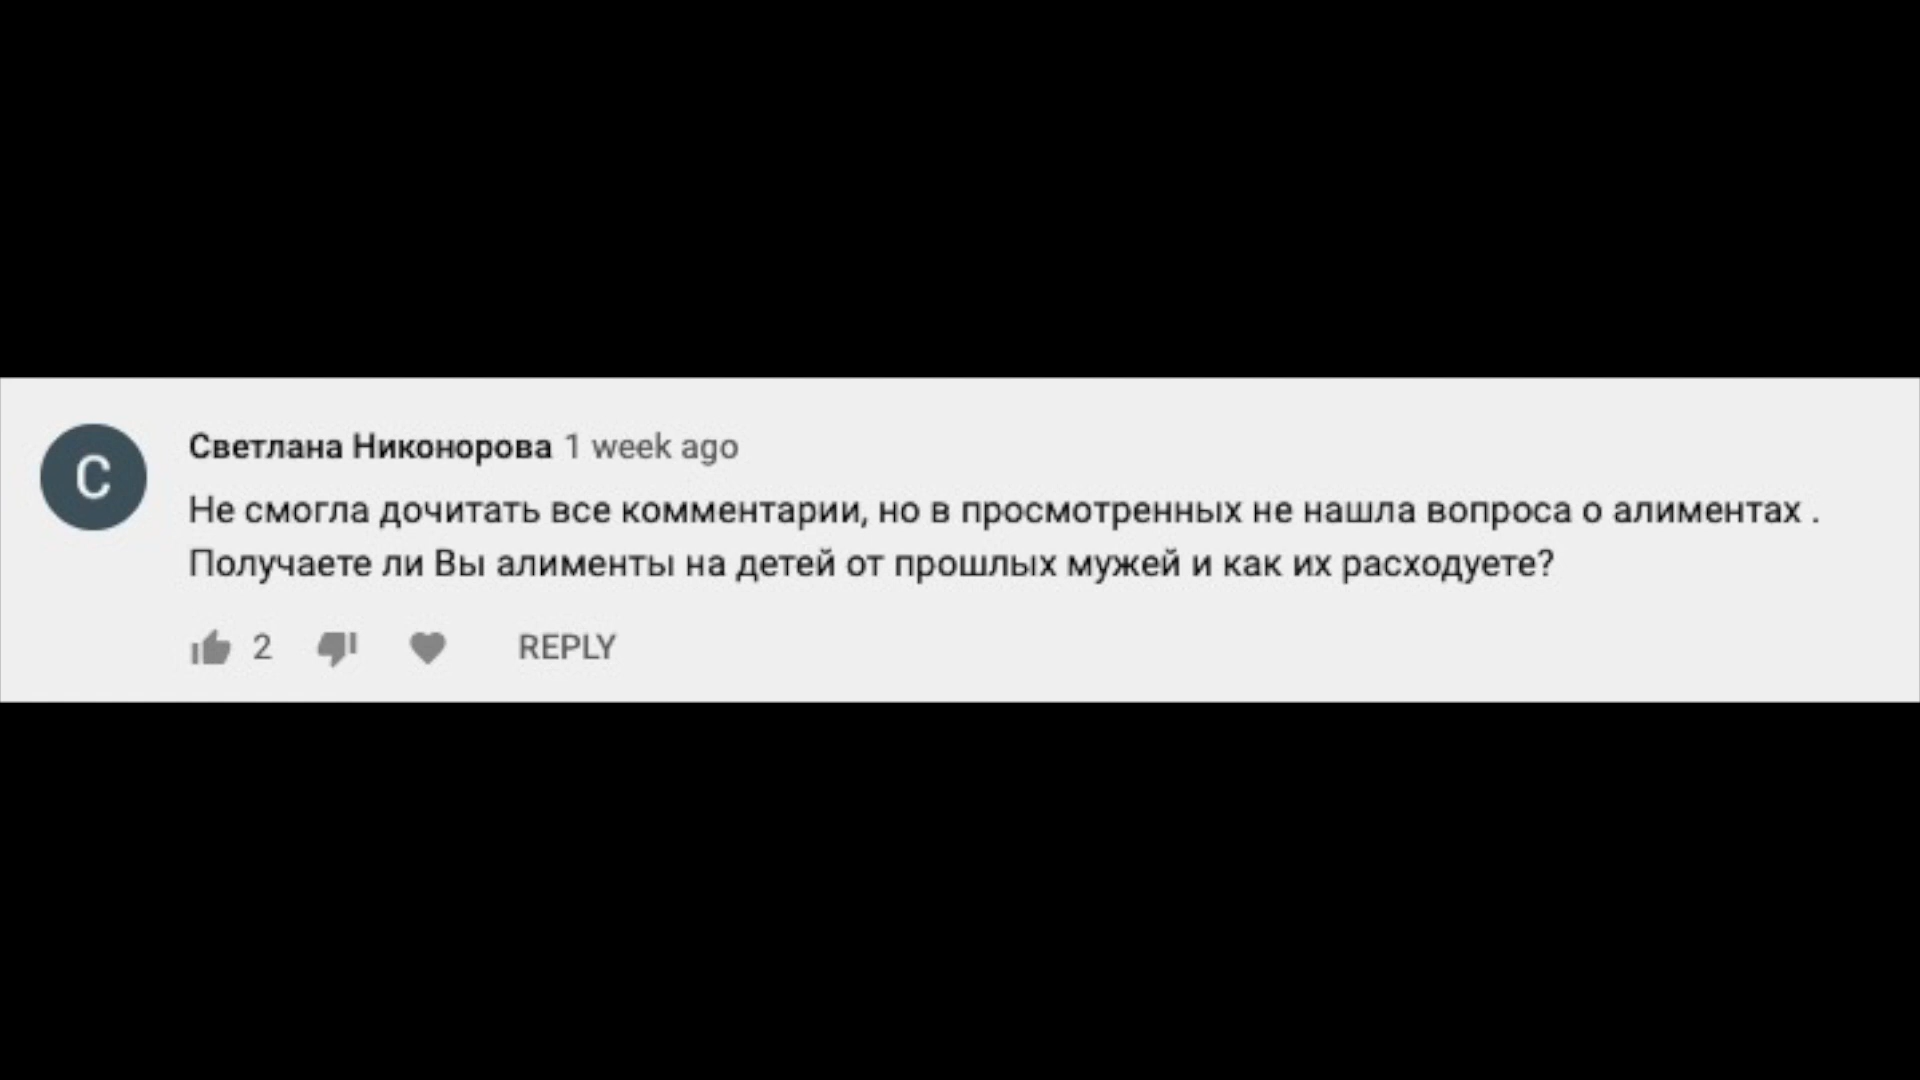 С
Светлана Никонорова 1 week ago
Не смогла дочитать все комментарии, но в просмотренных не нашла вопроса о алиментах .
Получаете ли Вы алименты на детей от прошлых мужей и как их расходуете?
2 REPLY